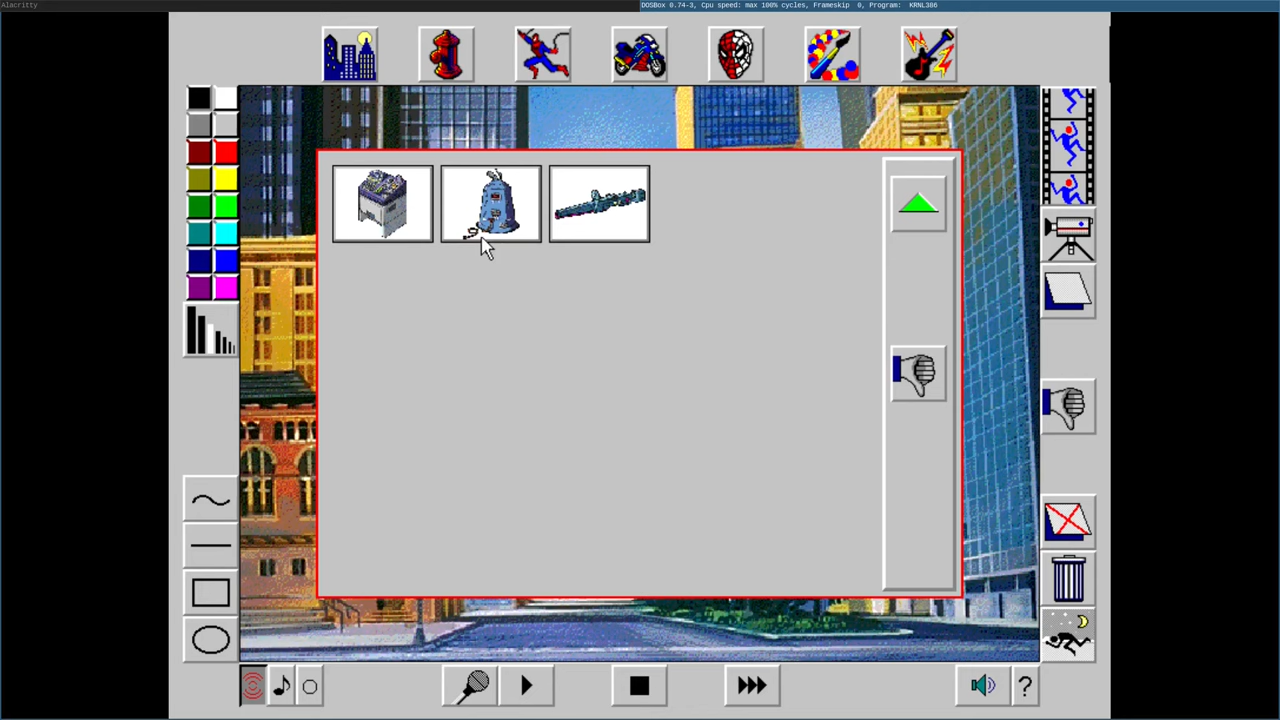 Alacritty
DOSBox 0.74-3, Cpu speed: max 100% cycles, Frameskip  0, Program:  KRNL386
?